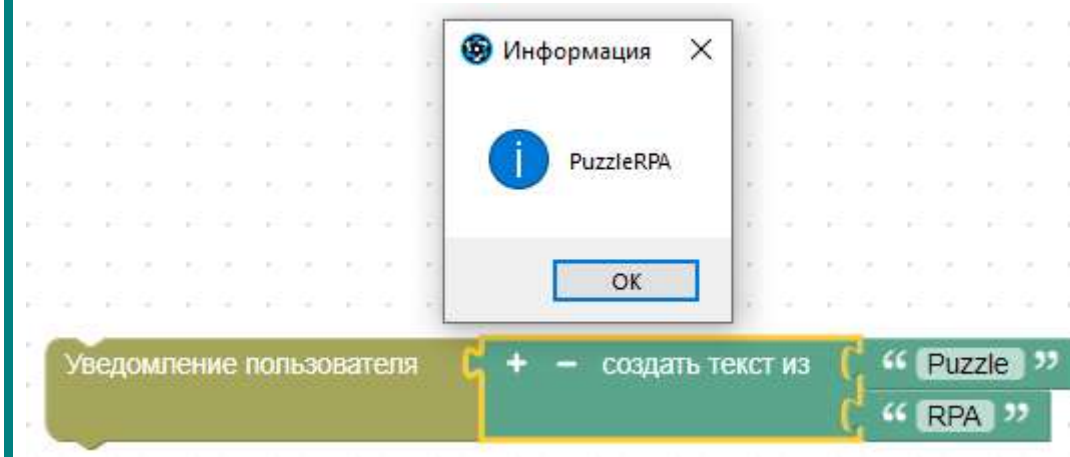 Информация
PuzzleRPA
OK
Уведомление пользователя + – создать текст из “ Puzzle ”
“ RPA ”